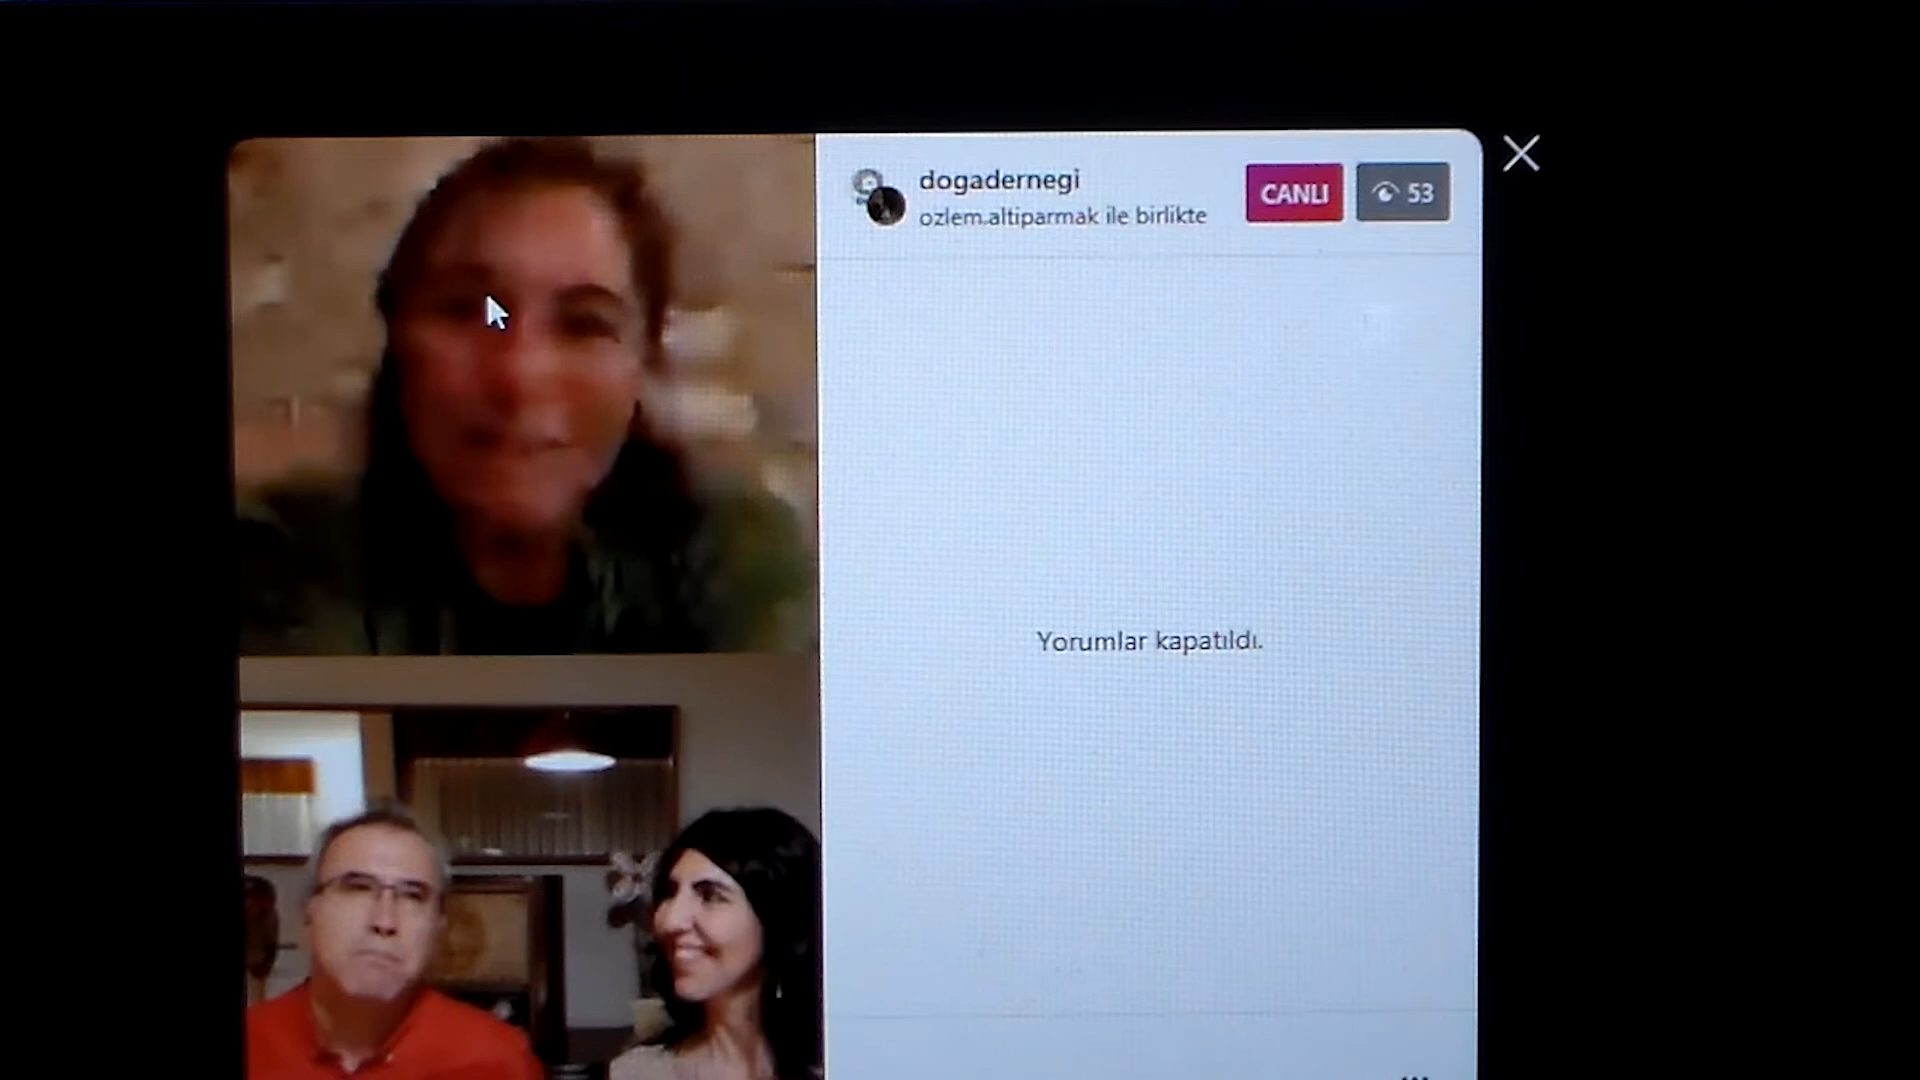 dogadernegi
ozlem.altiparmak ile birlikte
CANLI
53
Yorumlar kapatıldı.